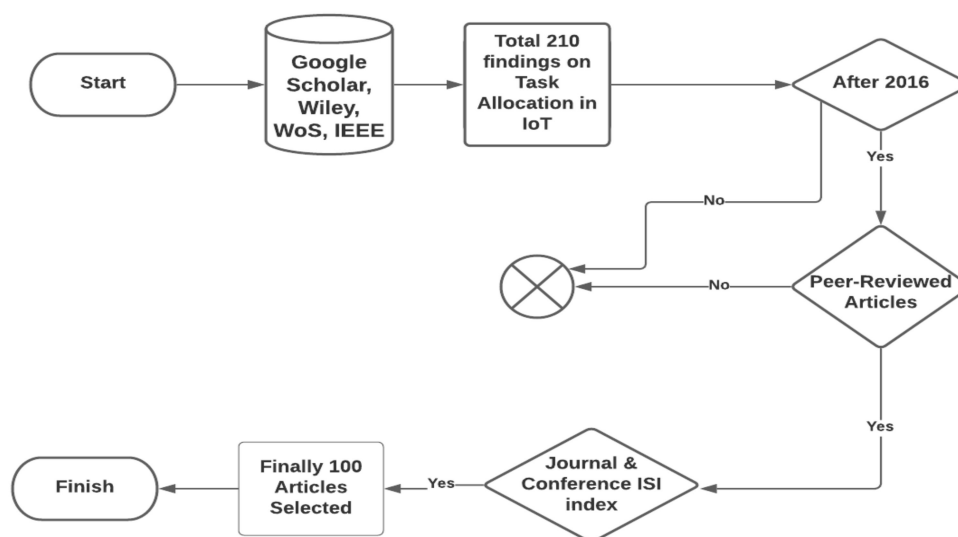 Start
Google
Scholar,
Wiley,
WoS, IEEE
Total 210
findings on
Task
Allocation in
IoT
After 2016
Yes
No
Peer-Reviewed
Articles
No
Yes
Journal &
Conference ISI
index
Yes
Finally 100
Articles
Selected
Finish